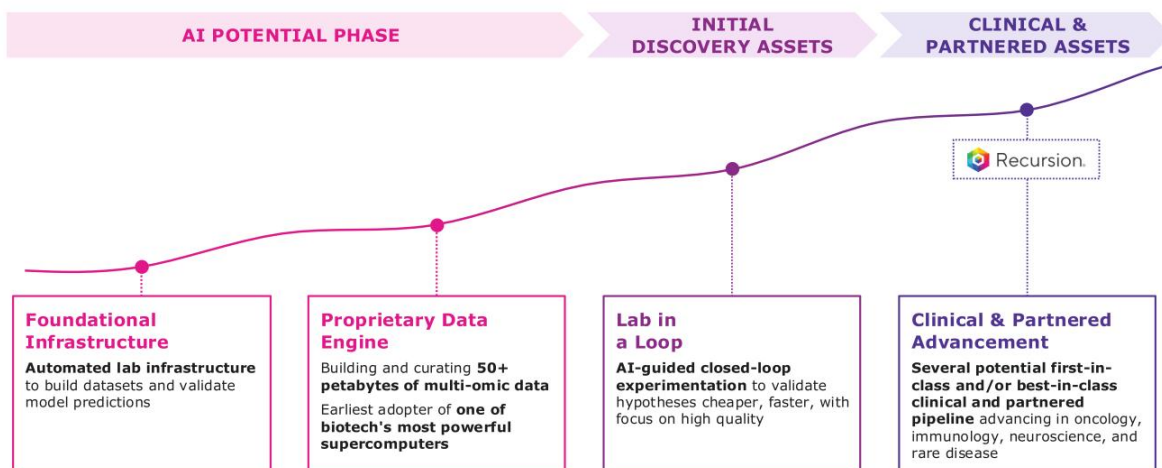 AI POTENTIAL PHASE
INITIAL
DISCOVERY ASSETS
CLINICAL &
PARTNERED ASSETS
Recursion.
Foundational
Infrastructure
Automated lab infrastructure
to build datasets and validate
model predictions
Proprietary Data
Engine
Building and curating 50+
petabytes of multi-omic data
Earliest adopter of one of
biotech's most powerful
supercomputers
Lab in
a Loop
AI-guided closed-loop
experimentation to validate
hypotheses cheaper, faster, with
focus on high quality
Clinical & Partnered
Advancement
Several potential first-in-
class and/or best-in-class
clinical and partnered
pipeline advancing in oncology,
immunology, neuroscience, and
rare disease